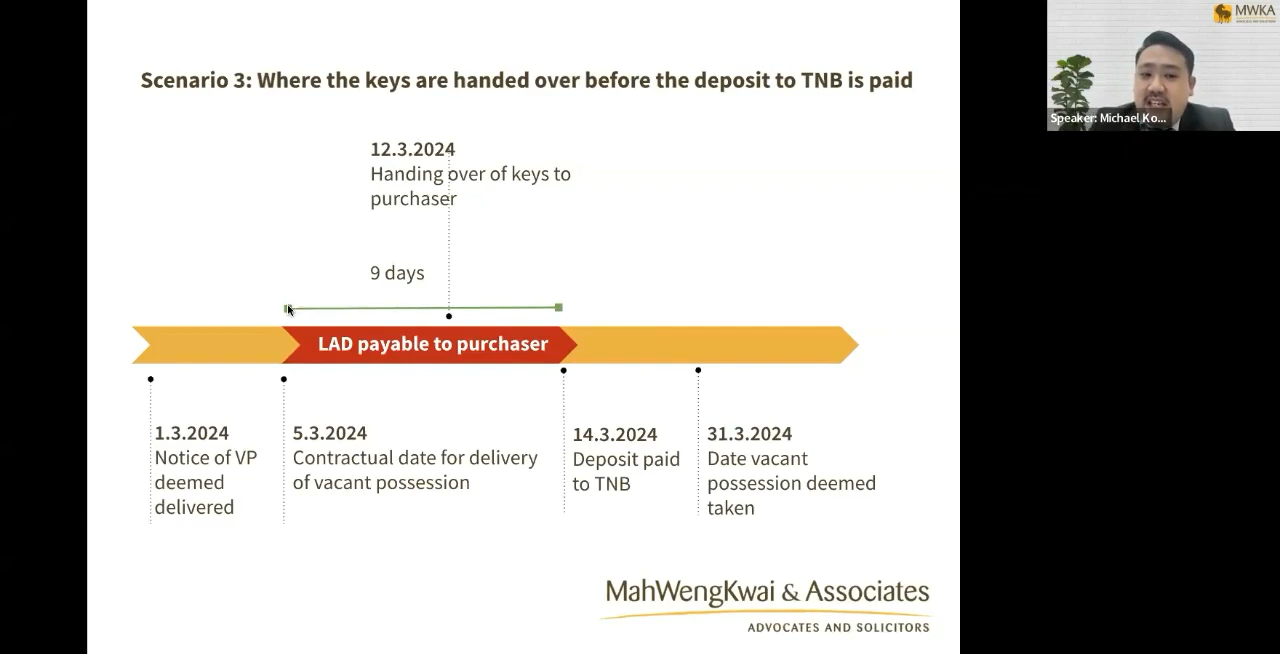 Scenario 3: Where the keys are handed over before the deposit to TNB is paid
MWKA
Speaker: Michael Ko...
12.3.2024
Handing over of keys to
purchaser
9 days
LAD payable to purchaser
1.3.2024
Notice of VP
deemed
delivered
5.3.2024
Contractual date for delivery
of vacant possession
14.3.2024
Deposit paid
to TNB
31.3.2024
Date vacant
possession deemed
taken
MahWengKwai & Associates
ADVOCATES AND SOLICITORS